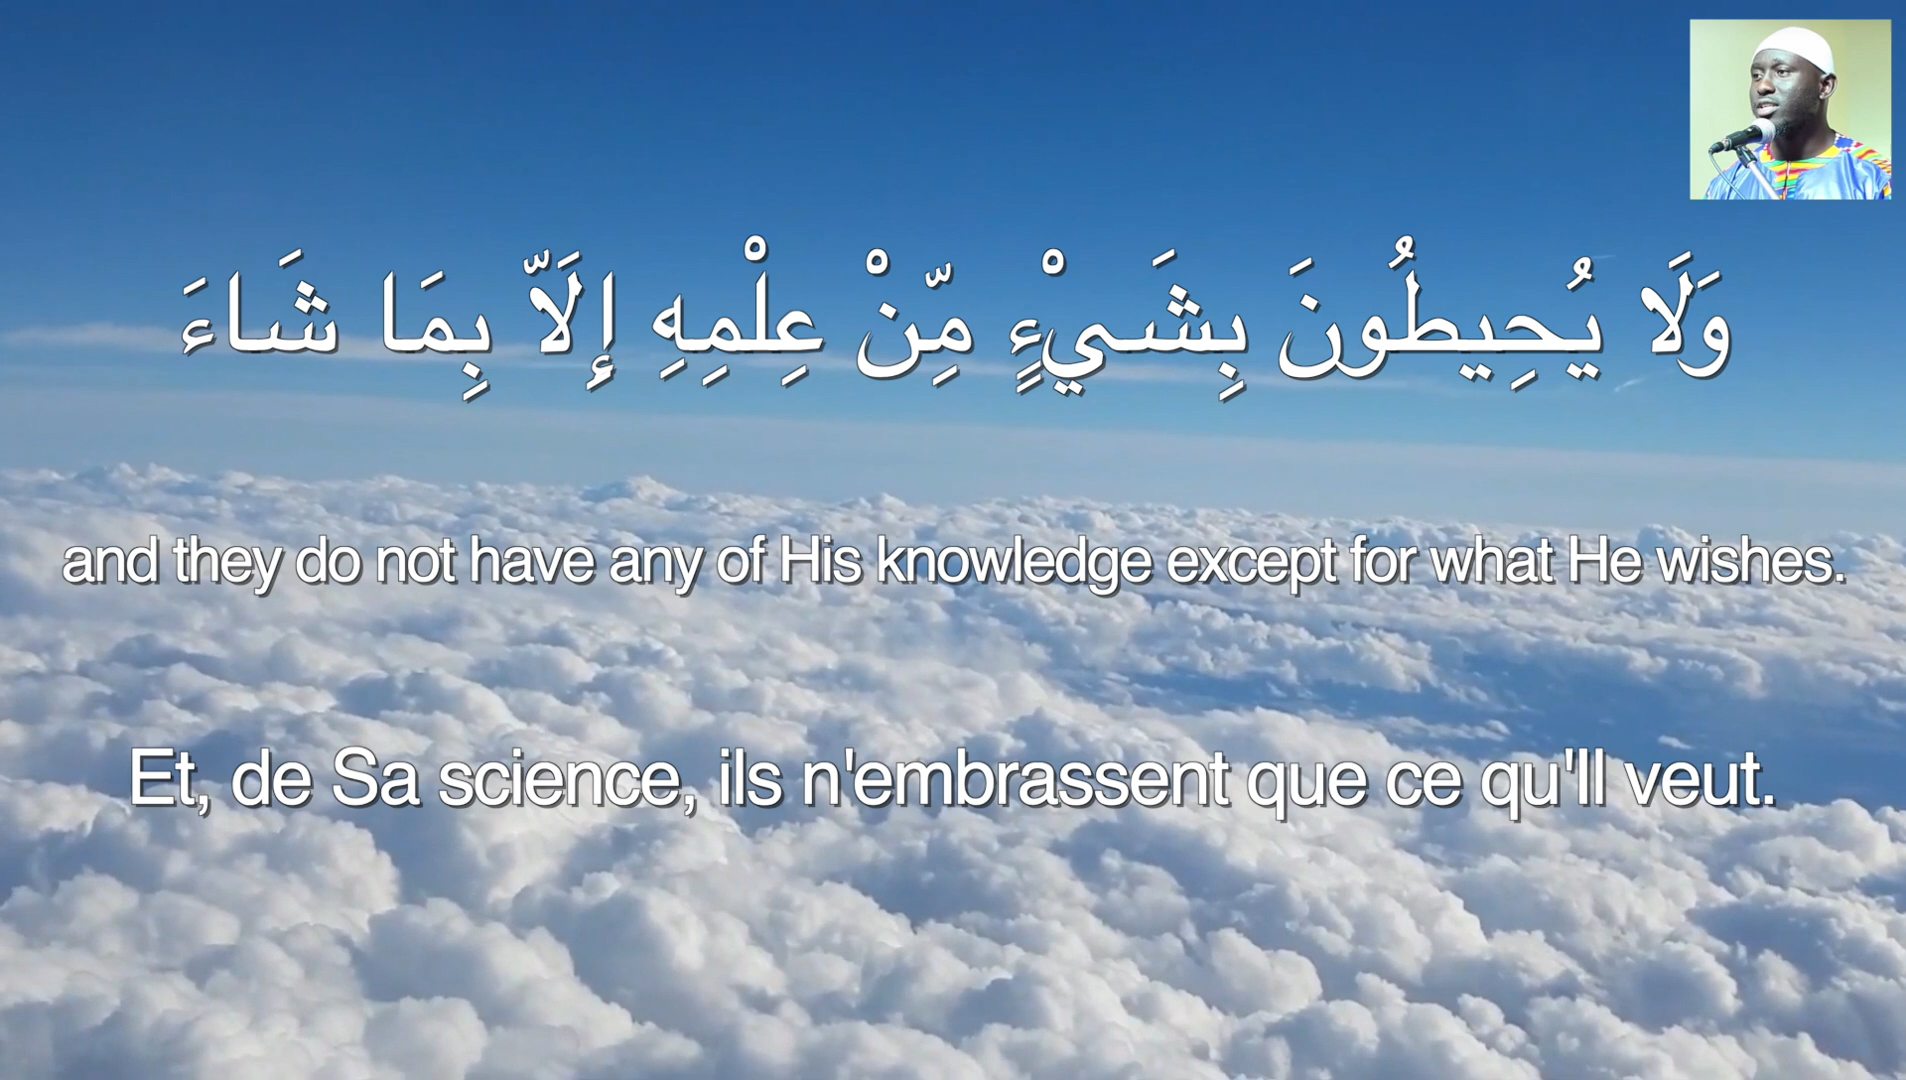 وَلَا يُحِيطُونَ بِشَيْءٍ مِّنْ عِلْمِهِ إِلَّا بِمَا شَاءَ
and they do not have any of His knowledge except for what He wishes.
Et, de Sa science, ils n'embrassent que ce qu'Il veut.